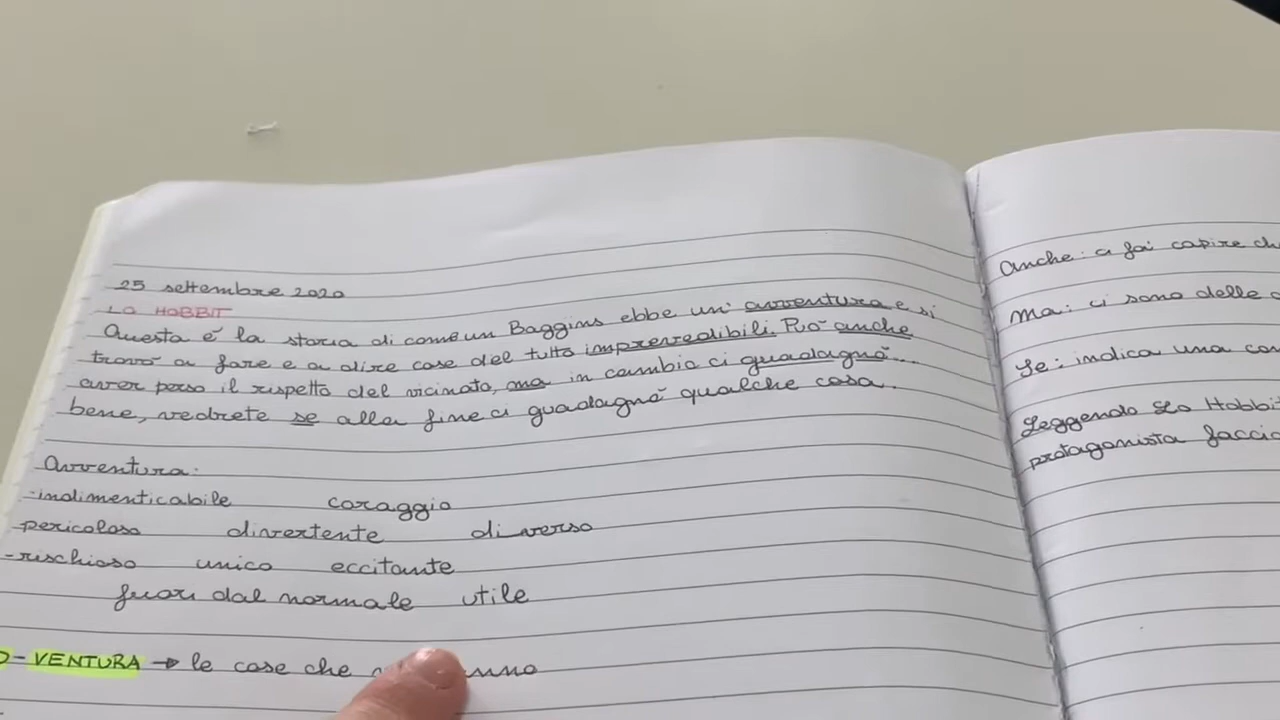 25 settembre 2020
LO HOBBIT
Questa è la storia di come un Baggins ebbe un' avventura e si
trovò a fare e a dire cose del tutto imprevedibili. Può anche
aver perso il rispetto del vicinato, ma in cambio ci guadagnò...
bene, vedrete se alla fine ci guadagnò qualche cosa.
Avventura:
-indimenticabile coraggio
pericoloso divertente diverso
-rischioso unico eccitante
fuori dal normale utile
D-VENTURA → le cose che
Anche: ci fai capire ch
Ma: ci sono delle
Se: indica una con
Leggendo Lo Hobbit
protagonista faccio